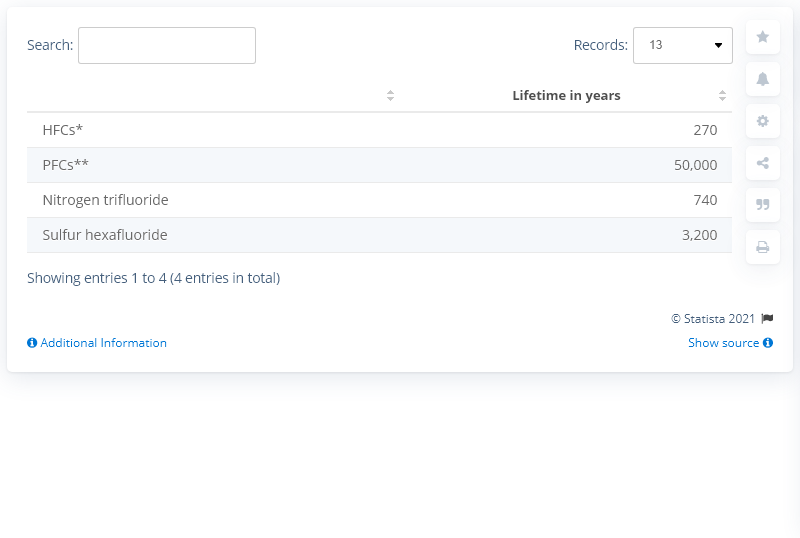 Search:
Records: 13
Lifetime in years
HFCs* 270
PFCs** 50,000
Nitrogen trifluoride 740
Sulfur hexafluoride 3,200
Showing entries 1 to 4 (4 entries in total)
© Statista 2021
Additional Information Show source